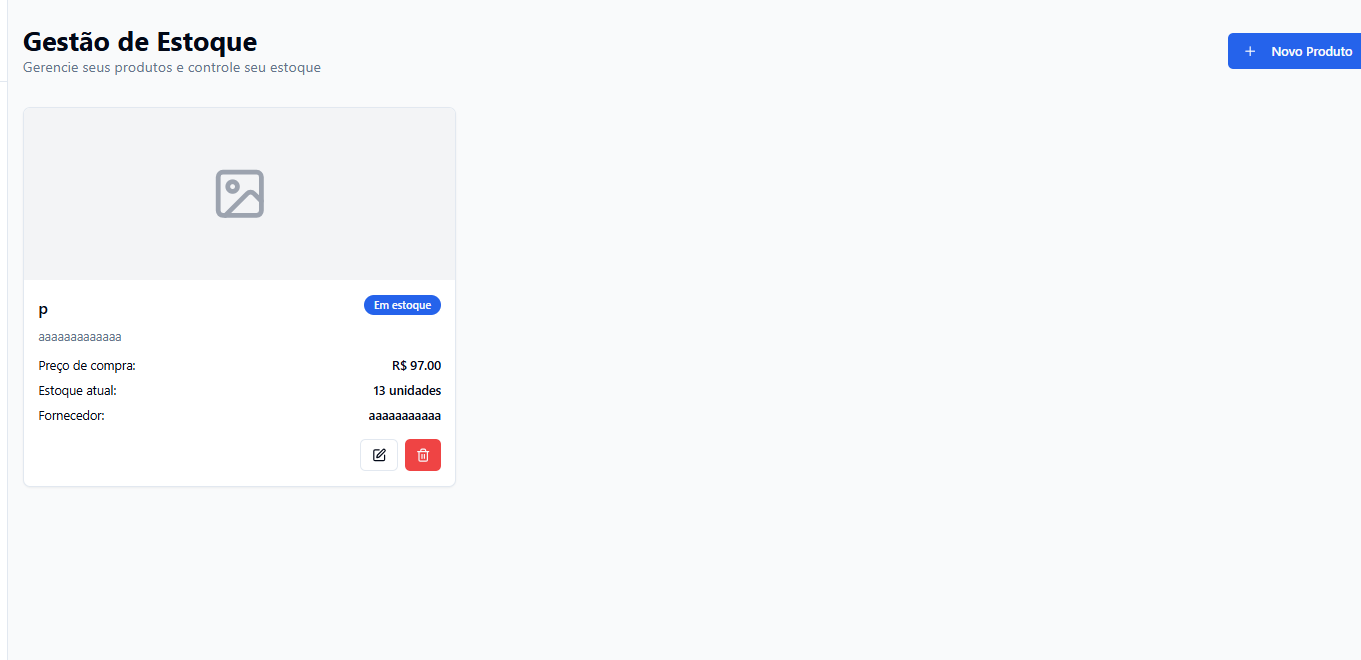 Gestão de Estoque
Gerencie seus produtos e controle seu estoque
Novo Produto
p
Em estoque
aaaaaaaaaaaaa
Preço de compra:
R$ 97.00
Estoque atual:
13 unidades
Fornecedor:
aaaaaaaaaaa